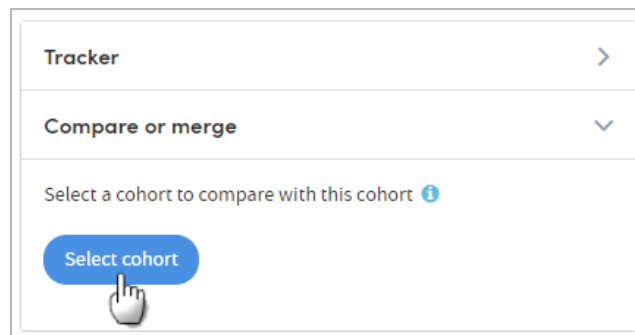 Tracker
Compare or merge
Select a cohort to compare with this cohort
Select cohort